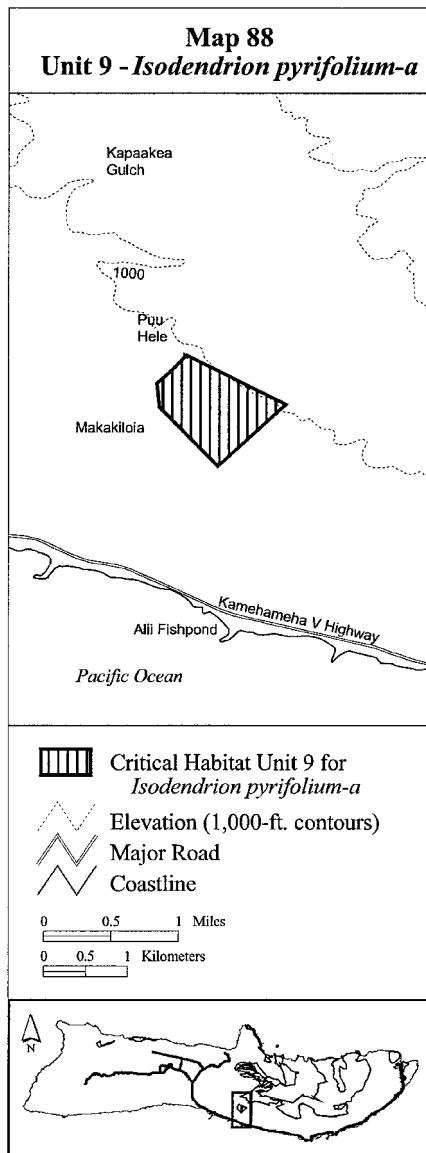 Map 88
Unit 9 - Isodendrion pyrifolium-a
Kapaakea
Gulch
1000
Puu
Hele
Makakiloia
Kamehameha V Highway
Alii Fishpond
Pacific Ocean
Critical Habitat Unit 9 for
Isodendrion pyrifolium-a
Elevation (1,000-ft. contours)
Major Road
Coastline
0 0.5 1 Miles
0 0.5 1 Kilometers
N